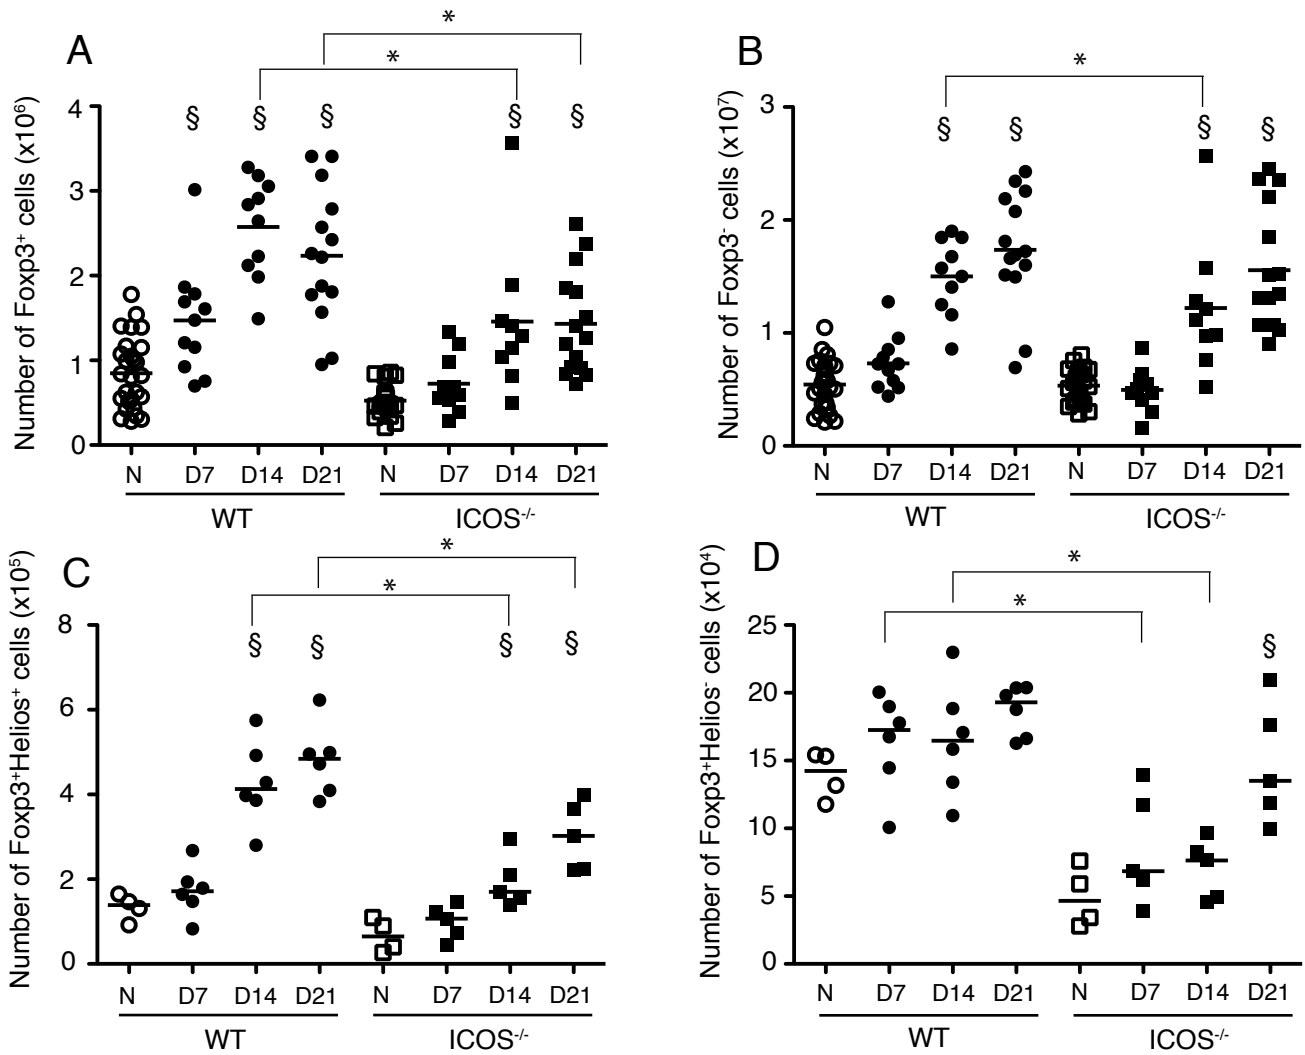 A
*
*
Number of Foxp3⁺ cells (x10⁶)
4
3
2
1
0
§ § § § §
N D7 D14 D21 N D7 D14 D21
WT ICOS⁻/⁻
B
*
Number of Foxp3⁻ cells (x10⁷)
3
2
1
0
§ § § §
N D7 D14 D21 N D7 D14 D21
WT ICOS⁻/⁻
C
*
*
Number of Foxp3⁺Helios⁺ cells (x10⁵)
8
6
4
2
0
§ § § §
N D7 D14 D21 N D7 D14 D21
WT ICOS⁻/⁻
D
*
*
Number of Foxp3⁺Helios⁻ cells (x10⁴)
25
20
15
10
5
0
§
N D7 D14 D21 N D7 D14 D21
WT ICOS⁻/⁻